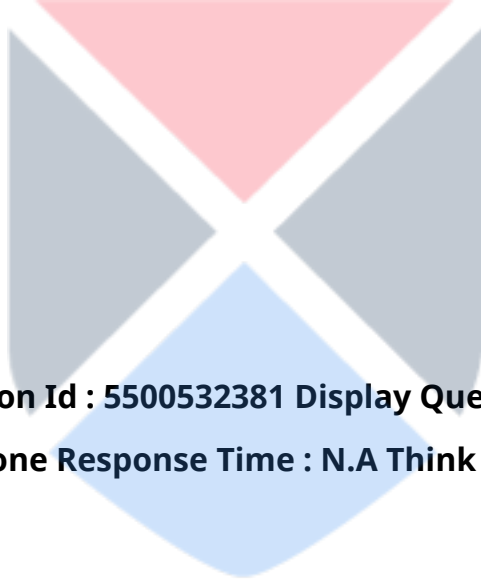 on Id : 5500532381 Display Que
one Response Time : N.A Think